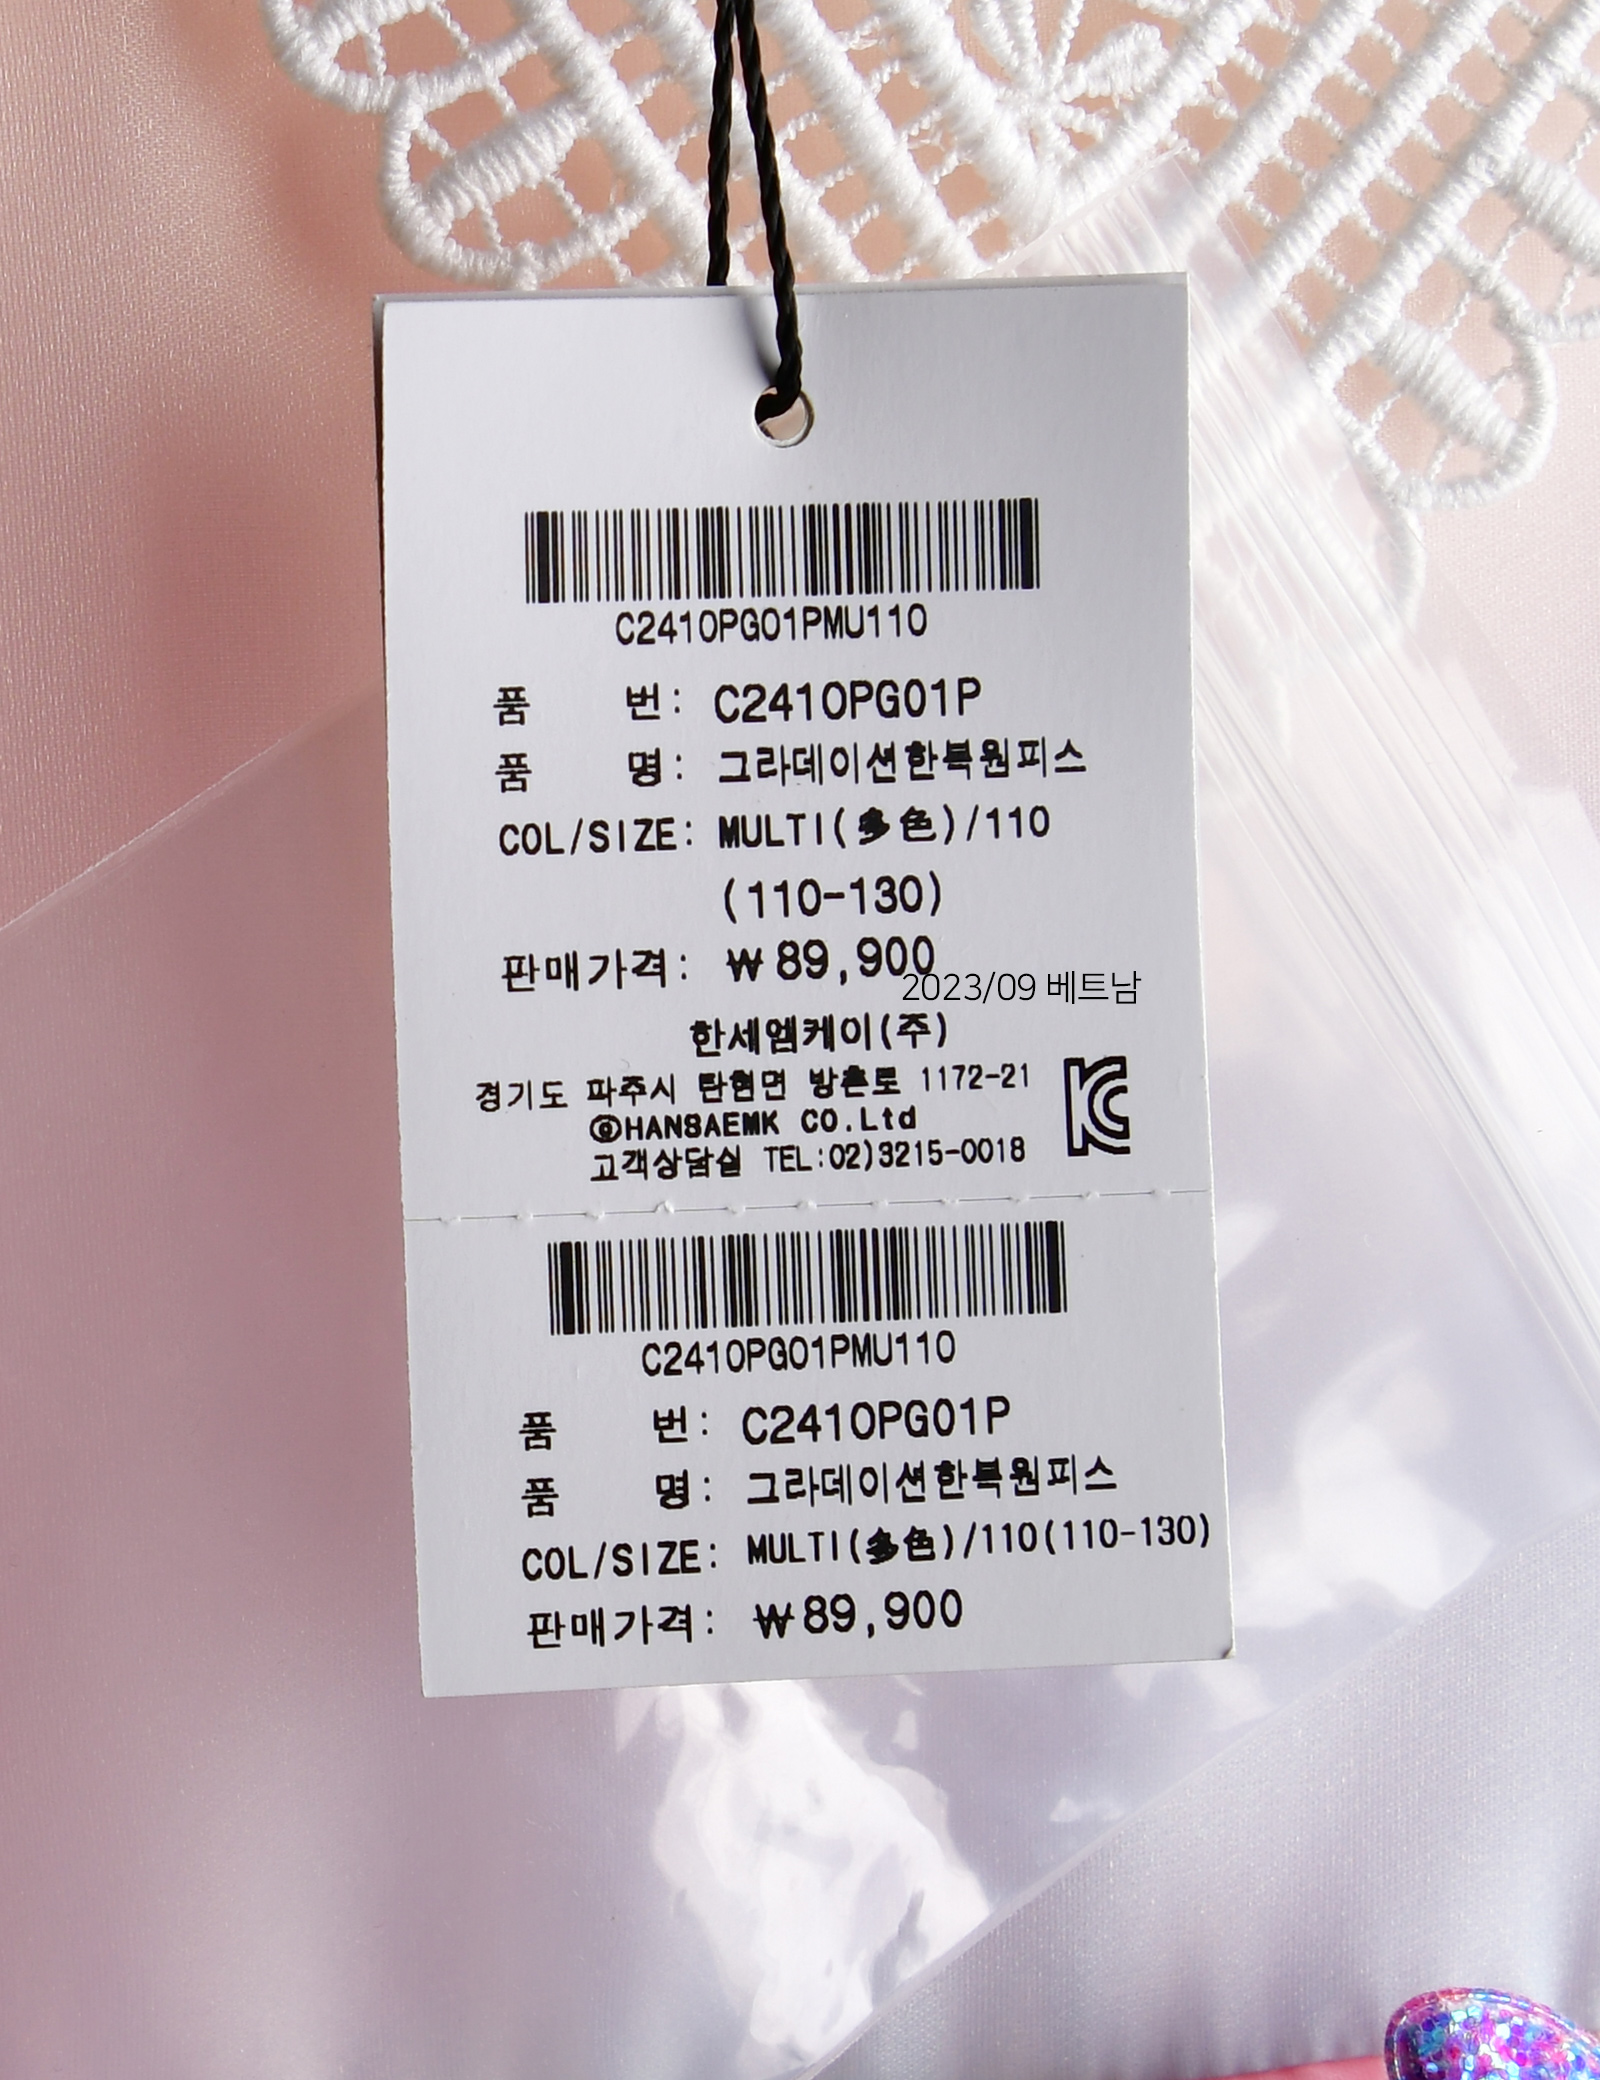 C2410PG01PMU110
품 번: C2410PG01P
품 명: 그라데이션한복원피스
COL/SIZE: MULTI(多色)/110
(110-130)
판매가격: ₩89,900
2023/09 베트남
한세엠케이(주)
경기도 파주시 탄현면 방촌로 1172-21
ⓒHANSAEMK CO.Ltd
고객상담실 TEL:02)3215-0018
C2410PG01PMU110
품 번: C2410PG01P
품 명: 그라데이션한복원피스
COL/SIZE: MULTI(多色)/110(110-130)
판매가격: ₩89,900